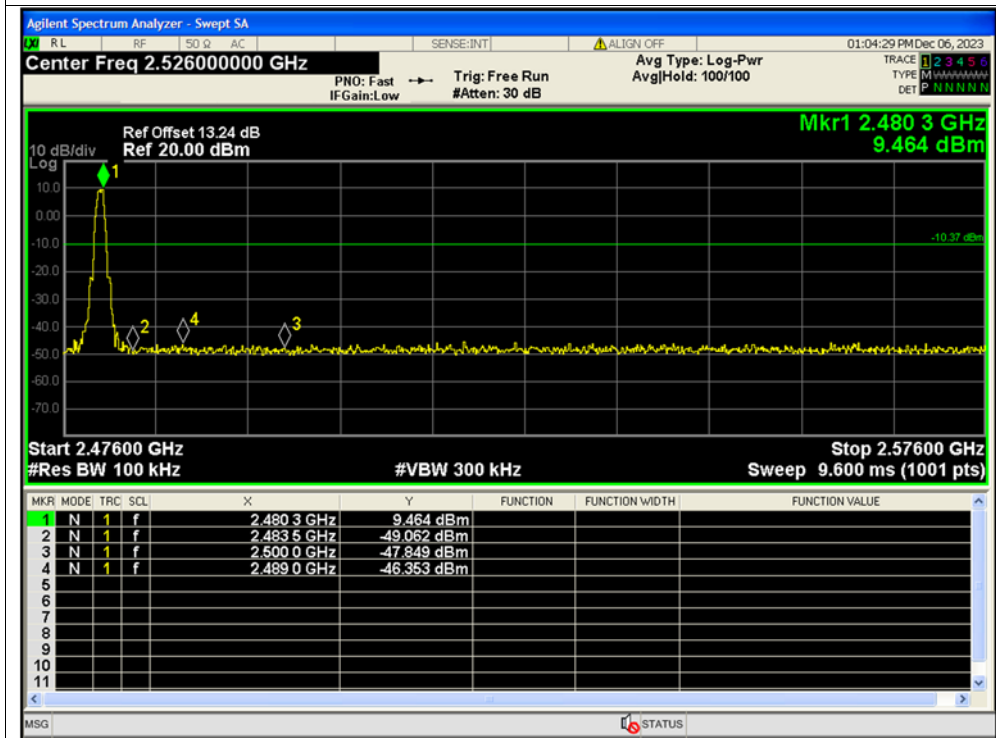 Agilent Spectrum Analyzer - Swept SA
LXI RL RF 50 Ω AC SENSE:INT ALIGN OFF 01:04:29 PM Dec 06, 2023
Center Freq 2.526000000 GHz
PNO: Fast
IFGain:Low
Trig: Free Run
#Atten: 30 dB
Avg Type: Log-Pwr
Avg|Hold: 100/100
TRACE 1 2 3 4 5 6
TYPE M
DET P N N N N N
Mkr1 2.480 3 GHz
9.464 dBm
Ref Offset 13.24 dB
10 dB/div Ref 20.00 dBm
Log
1
10.0
0.00
-10.0
-10.37 dBm
-20.0
-30.0
-40.0
2 4 3
-50.0
-60.0
-70.0
Start 2.47600 GHz Stop 2.57600 GHz
#Res BW 100 kHz #VBW 300 kHz Sweep 9.600 ms (1001 pts)
MKR MODE TRC SCL X Y FUNCTION FUNCTION WIDTH FUNCTION VALUE
1 N 1 f 2.480 3 GHz 9.464 dBm
2 N 1 f 2.483 5 GHz -49.062 dBm
3 N 1 f 2.500 0 GHz -47.849 dBm
4 N 1 f 2.489 0 GHz -46.353 dBm
5
6
7
8
9
10
11
MSG STATUS